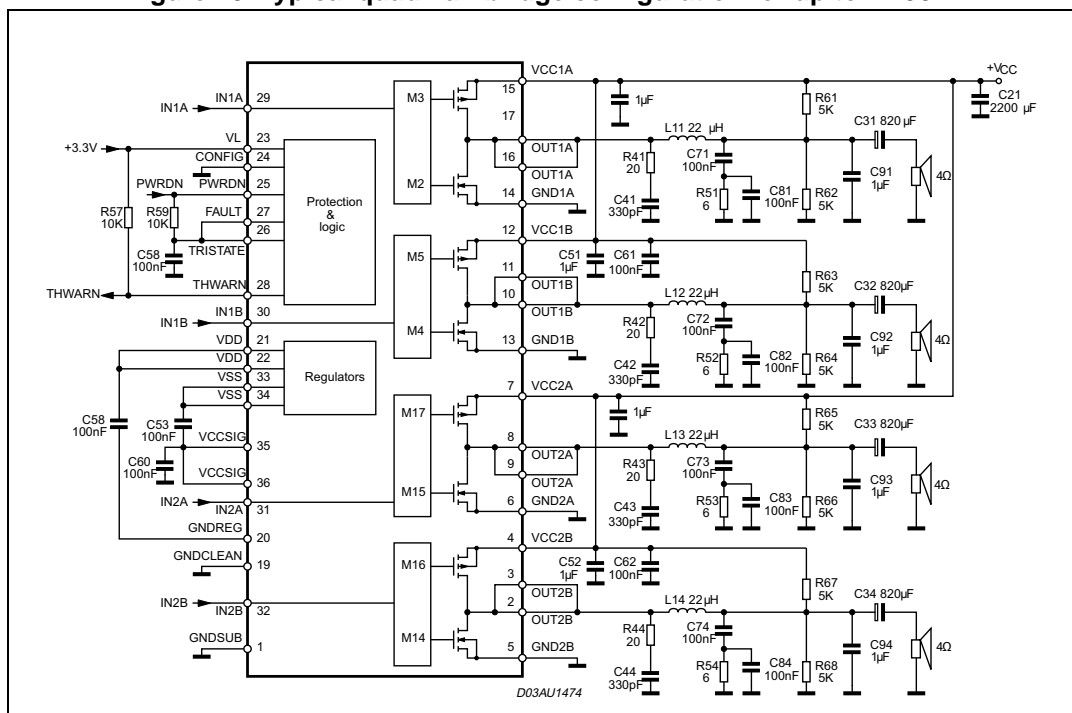 IN1A
29
IN1A
VL
23
+3.3V
CONFIG
24
PWRDN
PWRDN
25
FAULT
27
26
TRISTATE
R57
10K
R59
10K
C58
100nF
THWARN
THWARN
28
IN1B
30
IN1B
VDD
21
VDD
22
VSS
33
VSS
34
C58
100nF
C53
100nF
VCCSIG
35
C60
100nF
VCCSIG
36
IN2A
IN2A
31
GNDREG
20
GNDCLEAN
19
IN2B
IN2B
32
GNDSUB
1
Protection
&
logic
Regulators
M3
M2
M5
M4
M17
M15
M16
M14
15
VCC1A
17
OUT1A
16
OUT1A
14
GND1A
12
VCC1B
11
OUT1B
10
OUT1B
13
GND1B
7
VCC2A
8
OUT2A
9
OUT2A
6
GND2A
4
VCC2B
3
OUT2B
2
OUT2B
5
GND2B
+VCC
C21
2200 µF
1µF
R61
5K
L11 22 µH
C31 820 µF
R41
20
C71
100nF
C41
330pF
R51
6
C81
100nF
R62
5K
C91
1µF
4Ω
C51
1µF
C61
100nF
R63
5K
L12 22µH
C32 820µF
R42
20
C72
100nF
C42
330pF
R52
6
C82
100nF
R64
5K
C92
1µF
4Ω
1µF
R65
5K
L13 22µH
C33 820µF
R43
20
C73
100nF
C43
330pF
R53
6
C83
100nF
R66
5K
C93
1µF
4Ω
C52
1µF
C62
100nF
R67
5K
L14 22µH
C34 820µF
R44
20
C74
100nF
C44
330pF
R54
6
C84
100nF
R68
5K
C94
1µF
4Ω
D03AU1474